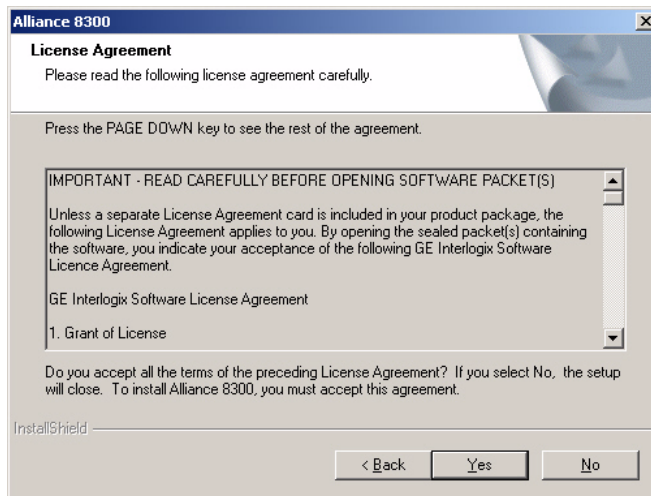 Alliance 8300
License Agreement
Please read the following license agreement carefully.
Press the PAGE DOWN key to see the rest of the agreement.
IMPORTANT - READ CAREFULLY BEFORE OPENING SOFTWARE PACKET(S)
Unless a separate License Agreement card is included in your product package, the
following License Agreement applies to you. By opening the sealed packet(s) containing
the software, you indicate your acceptance of the following GE Interlogix Software
Licence Agreement.
GE Interlogix Software License Agreement
1. Grant of License
Do you accept all the terms of the preceding License Agreement? If you select No, the setup
will close. To install Alliance 8300, you must accept this agreement.
InstallShield
< Back Yes No